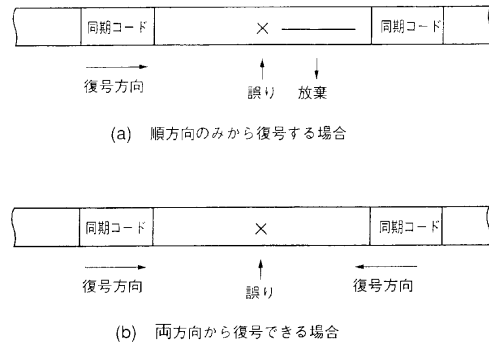 同期コード × 同期コード
復号方向 誤り 放棄
(a) 順方向のみから復号する場合
同期コード × 同期コード
復号方向 誤り 復号方向
(b) 両方向から復号できる場合